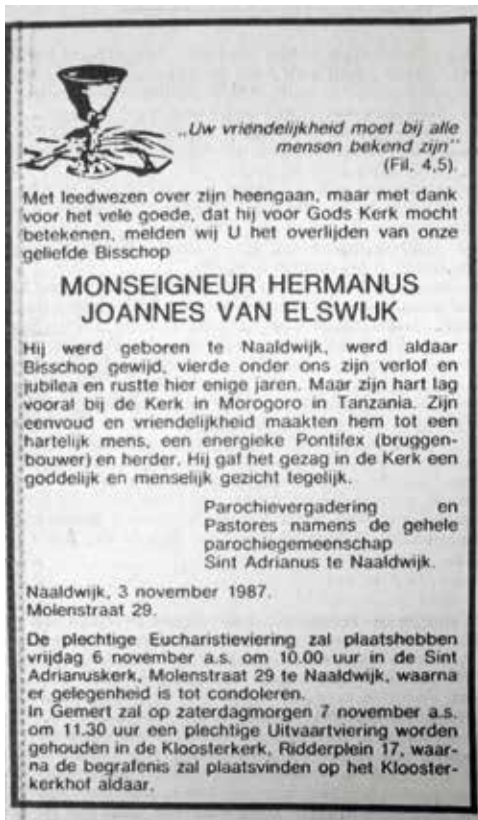 „Uw vriendelijkheid moet bij alle
mensen bekend zijn”
(Fil. 4,5).
Met leedwezen over zijn heengaan, maar met dank
voor het vele goede, dat hij voor Gods Kerk mocht
betekenen, melden wij U het overlijden van onze
geliefde Bisschop
MONSEIGNEUR HERMANUS
JOANNES VAN ELSWIJK
Hij werd geboren te Naaldwijk, werd aldaar
Bisschop gewijd, vierde onder ons zijn verlof en
jubilea en rustte hier enige jaren. Maar zijn hart lag
vooral bij de Kerk in Morogoro in Tanzania. Zijn
eenvoud en vriendelijkheid maakten hem tot een
hartelijk mens, een energieke Pontifex (bruggen-
bouwer) en herder. Hij gaf het gezag in de Kerk een
goddelijk en menselijk gezicht tegelijk.
Parochievergadering en
Pastores namens de gehele
parochiegemeenschap
Sint Adrianus te Naaldwijk.
Naaldwijk, 3 november 1987.
Molenstraat 29.
De plechtige Eucharistieviering zal plaatshebben
vrijdag 6 november a.s. om 10.00 uur in de Sint
Adrianuskerk, Molenstraat 29 te Naaldwijk, waarna
er gelegenheid is tot condoleren.
In Gemert zal op zaterdagmorgen 7 november a.s.
om 11.30 uur een plechtige Uitvaartviering worden
gehouden in de Kloosterkerk, Ridderplein 17, waar-
na de begrafenis zal plaatsvinden op het Klooster-
kerkhof aldaar.